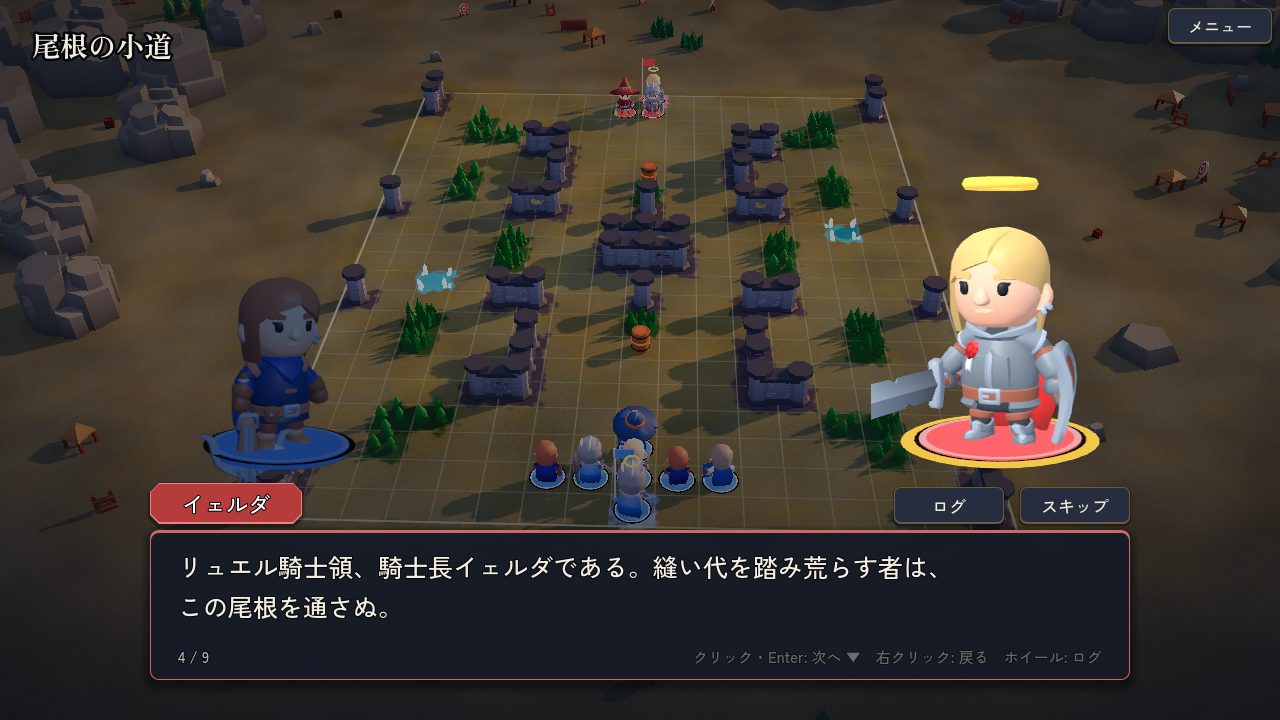 尾根の小道
メニュー
イェルダ
ログ
スキップ
リュエル騎士領、騎士長イェルダである。縫い代を踏み荒らす者は、
この尾根を通さぬ。
4 / 9
クリック・Enter: 次へ ▼ 右クリック: 戻る ホイール: ログ